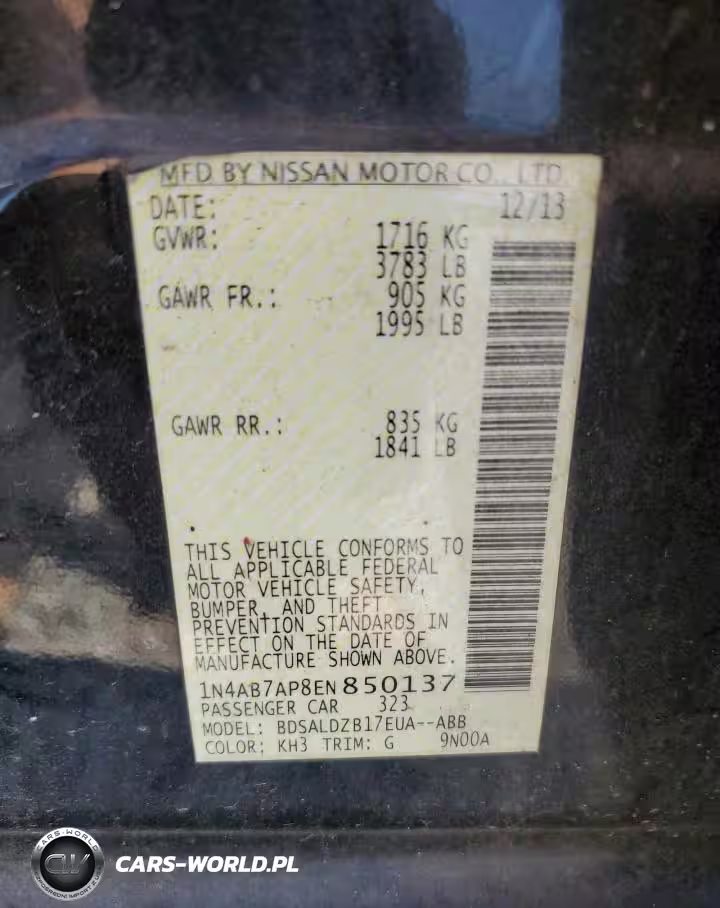 MFD BY NISSAN MOTOR CO., LTD.
DATE: 12/13
GVWR: 1716 KG
3783 LB
GAWR FR.: 905 KG
1995 LB
GAWR RR.: 835 KG
1841 LB
THIS VEHICLE CONFORMS TO
ALL APPLICABLE FEDERAL
MOTOR VEHICLE SAFETY,
BUMPER, AND THEFT
PREVENTION STANDARDS IN
EFFECT ON THE DATE OF
MANUFACTURE SHOWN ABOVE.
1N4AB7AP8EN850137
PASSENGER CAR 323
MODEL: BDSALDZB17EUA--ABB
COLOR: KH3 TRIM: G 9N00A
CARS-WORLD
CW
CARS-WORLD.PL